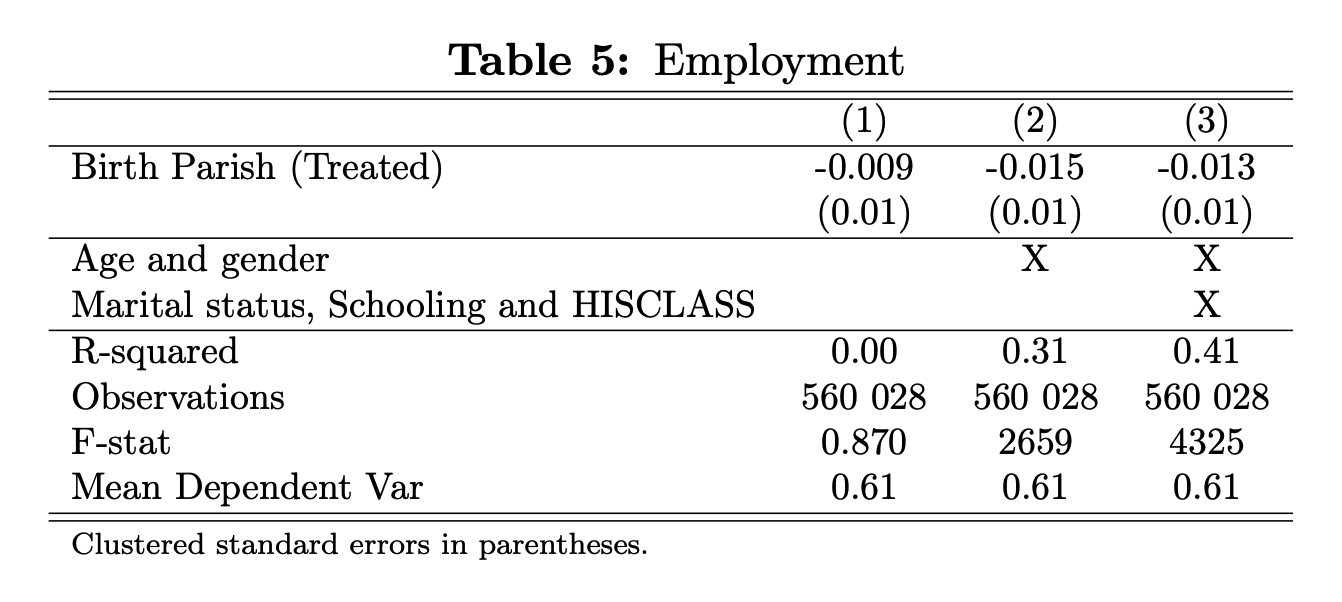 Table 5: Employment
(1) (2) (3)
Birth Parish (Treated) -0.009 -0.015 -0.013
(0.01) (0.01) (0.01)
Age and gender X X
Marital status, Schooling and HISCLASS X
R-squared 0.00 0.31 0.41
Observations 560 028 560 028 560 028
F-stat 0.870 2659 4325
Mean Dependent Var 0.61 0.61 0.61
Clustered standard errors in parentheses.